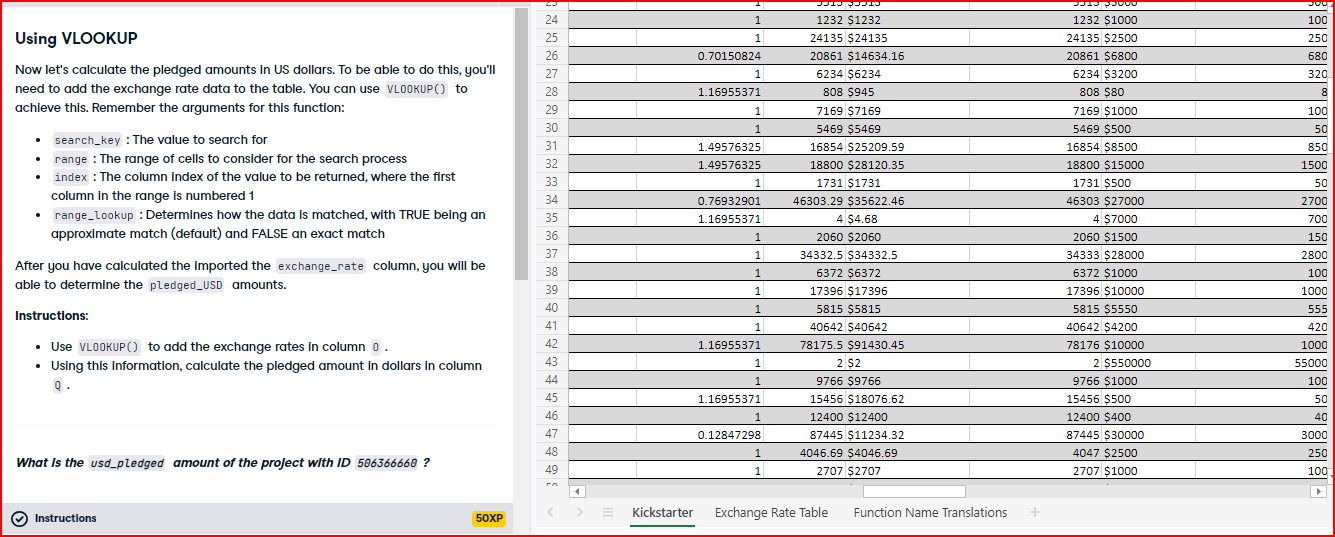 Using VLOOKUP
Now let's calculate the pledged amounts in US dollars. To be able to do this, you'll
need to add the exchange rate data to the table. You can use VLOOKUP() to
achieve this. Remember the arguments for this function:
• search_key : The value to search for
• range : The range of cells to consider for the search process
• index : The column index of the value to be returned, where the first
column in the range is numbered 1
• range_lookup : Determines how the data is matched, with TRUE being an
approximate match (default) and FALSE an exact match
After you have calculated the imported the exchange_rate column, you will be
able to determine the pledged_USD amounts.
Instructions:
• Use VLOOKUP() to add the exchange rates in column O .
• Using this information, calculate the pledged amount in dollars in column
Q .
What is the usd_pledged amount of the project with ID 506366660 ?
Instructions 50XP
24 1 1232 $1232 1232 $1000 100
25 1 24135 $24135 24135 $2500 250
26 0.70150824 20861 $14634.16 20861 $6800 680
27 1 6234 $6234 6234 $3200 320
28 1.16955371 808 $945 808 $80 8
29 1 7169 $7169 7169 $1000 100
30 1 5469 $5469 5469 $500 50
31 1.49576325 16854 $25209.59 16854 $8500 850
32 1.49576325 18800 $28120.35 18800 $15000 1500
33 1 1731 $1731 1731 $500 50
34 0.76932901 46303.29 $35622.46 46303 $27000 2700
35 1.16955371 4 $4.68 4 $7000 700
36 1 2060 $2060 2060 $1500 150
37 1 34332.5 $34332.5 34333 $28000 2800
38 1 6372 $6372 6372 $1000 100
39 1 17396 $17396 17396 $10000 1000
40 1 5815 $5815 5815 $5550 555
41 1 40642 $40642 40642 $4200 420
42 1.16955371 78175.5 $91430.45 78176 $10000 1000
43 1 2 $2 2 $550000 55000
44 1 9766 $9766 9766 $1000 100
45 1.16955371 15456 $18076.62 15456 $500 50
46 1 12400 $12400 12400 $400 40
47 0.12847298 87445 $11234.32 87445 $30000 3000
48 1 4046.69 $4046.69 4047 $2500 250
49 1 2707 $2707 2707 $1000 100
Kickstarter Exchange Rate Table Function Name Translations